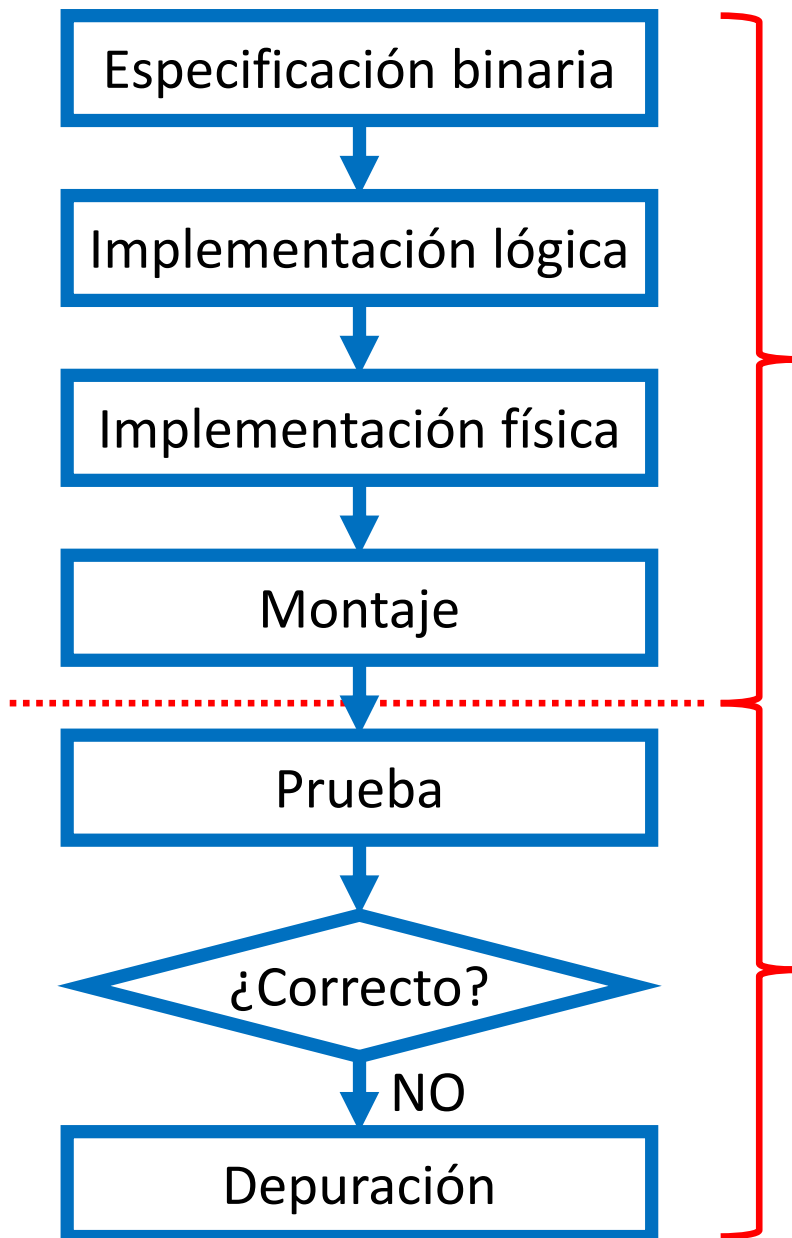 Especificación binaria
Implementación lógica
Implementación física
Montaje
Prueba
¿Correcto?
NO
Depuración